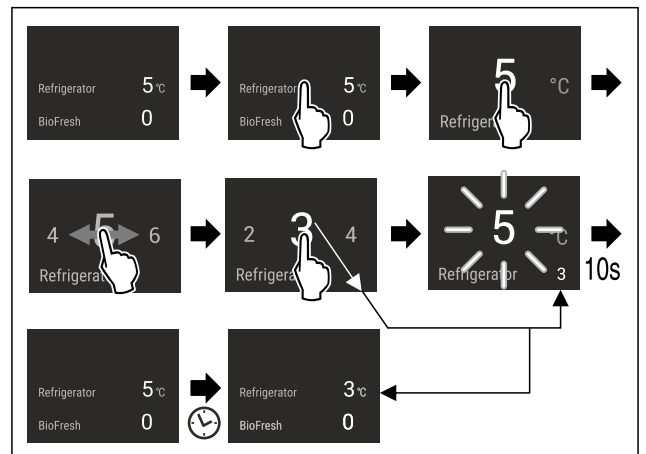 Refrigerator 5 °C
BioFresh 0
Refrigerator 5 °C
BioFresh 0
5 °C
Refriger
4 5 6
Refrigerat
2 3 4
Refrigera
5 °C
Refrigerator 3
10s
Refrigerator 5 °C
BioFresh 0
Refrigerator 3 °C
BioFresh 0